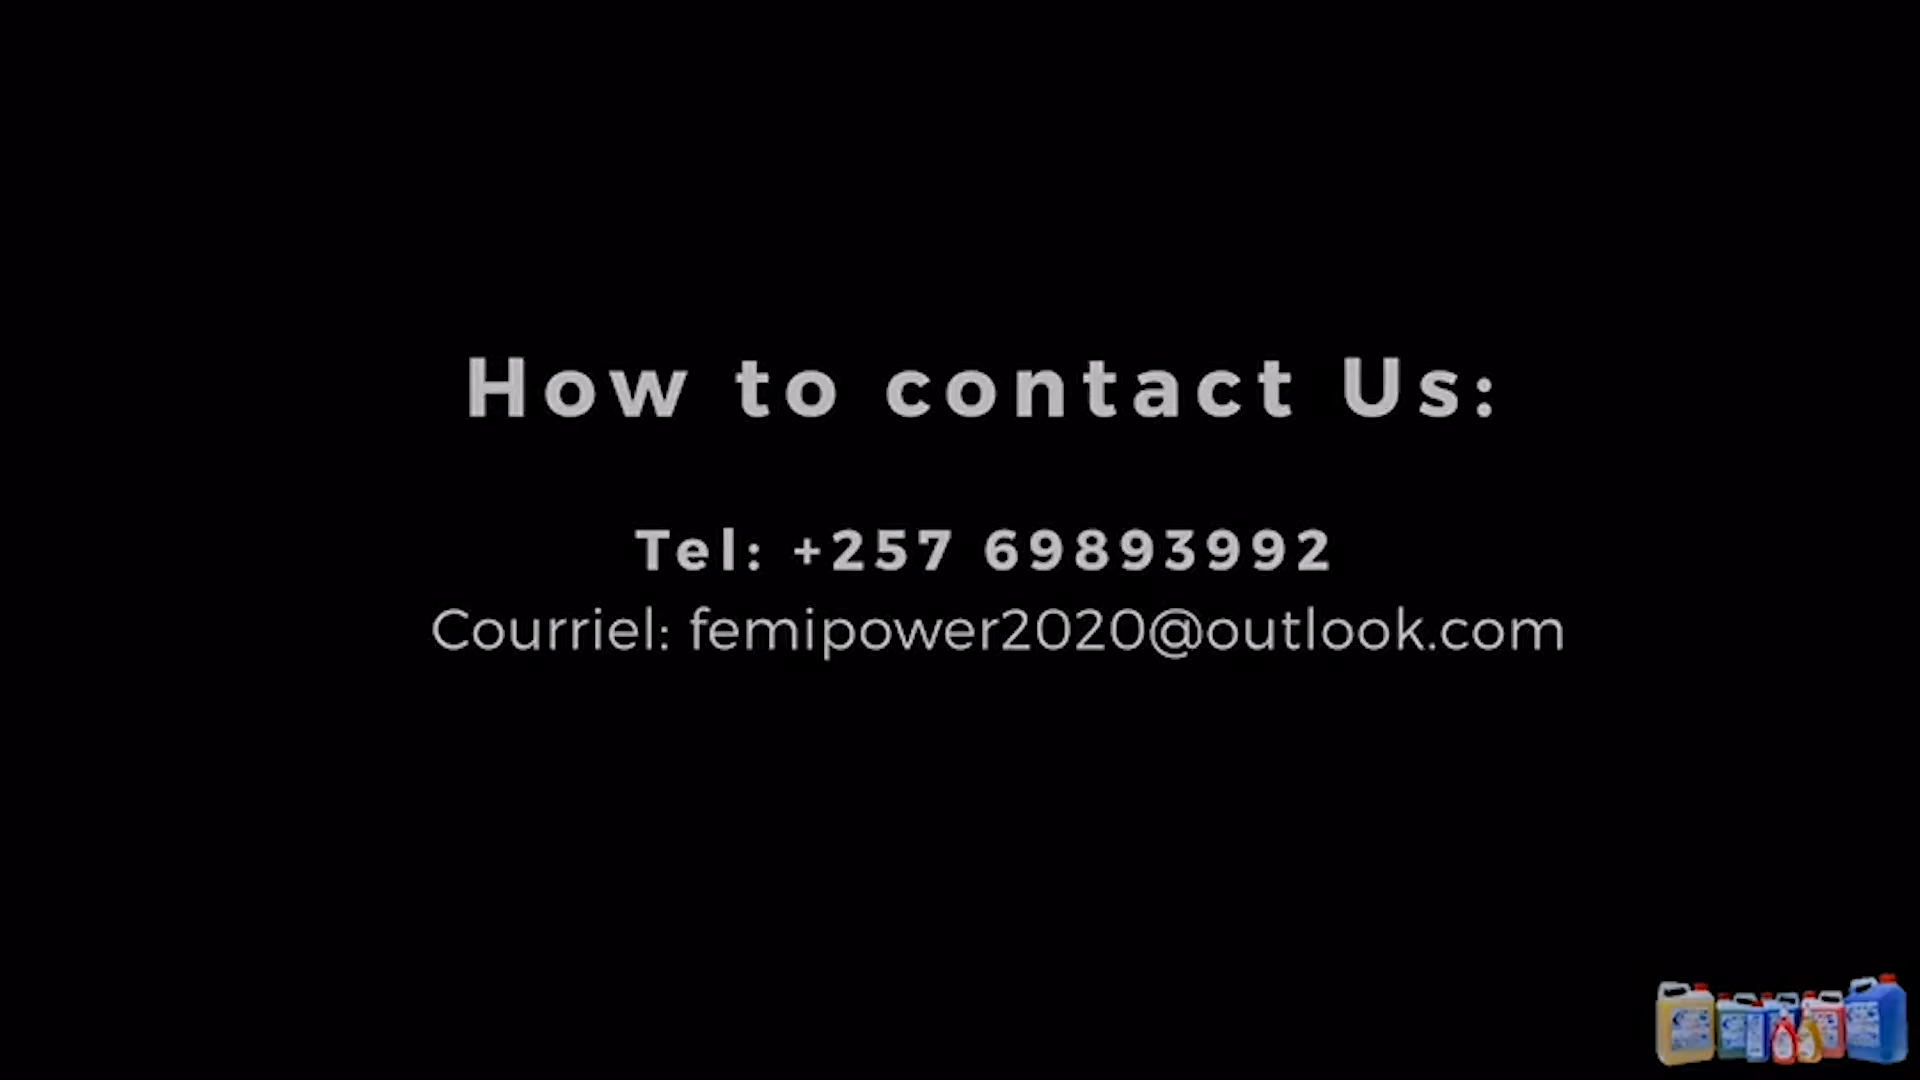 How to contact Us:
Tel: +257 69893992
Courriel: femipower2020@outlook.com